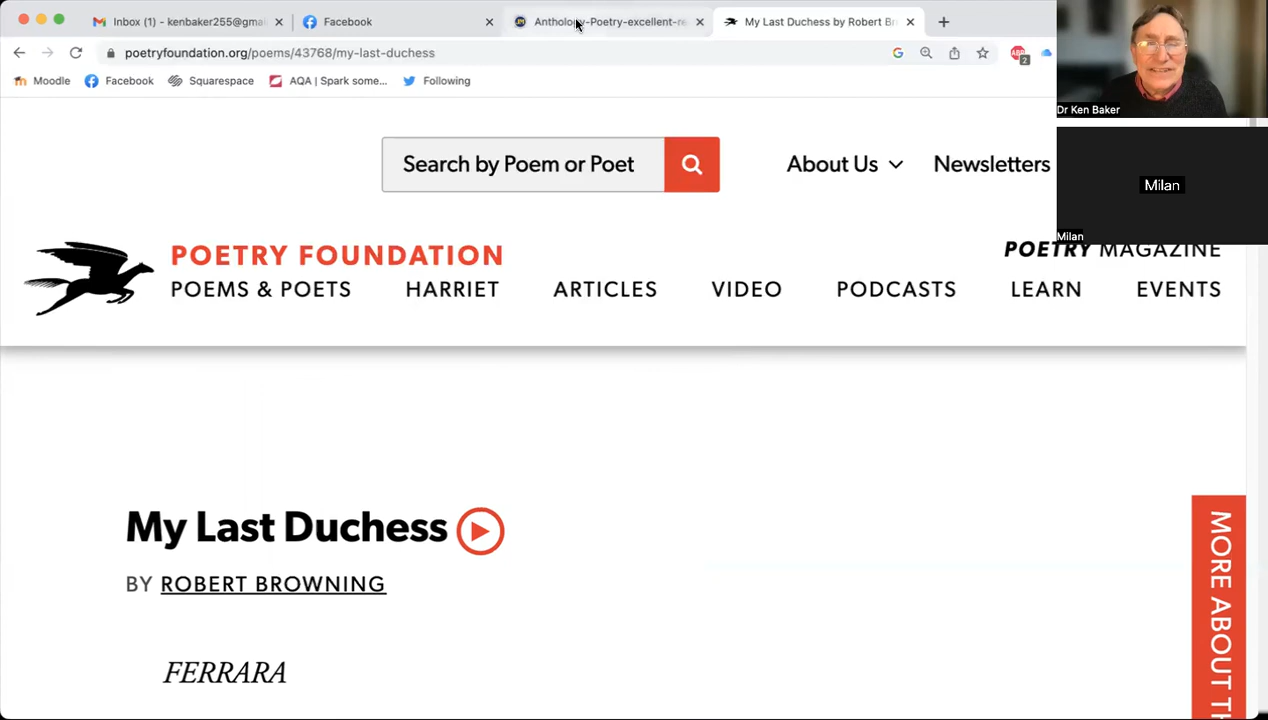 Inbox (1) - kenbaker255@gmai
Facebook
Anthology-Poetry-excellent-re
My Last Duchess by Robert Br
poetryfoundation.org/poems/43768/my-last-duchess
2
Moodle
Facebook
Squarespace
AQA | Spark some...
Following
Dr Ken Baker
Milan
Milan
Search by Poem or Poet
About Us
Newsletters
POETRY FOUNDATION
POETRY MAGAZINE
POEMS & POETS
HARRIET
ARTICLES
VIDEO
PODCASTS
LEARN
EVENTS
My Last Duchess
BY ROBERT BROWNING
FERRARA
MORE ABOUT TH